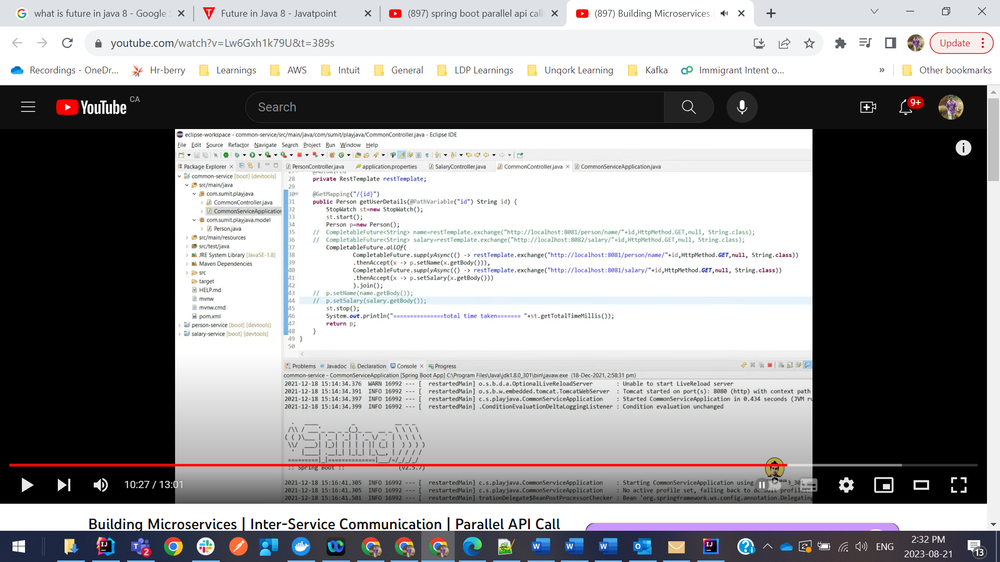 what is future in java 8 - Google
Future in Java 8 - Javatpoint
(897) spring boot parallel api call
(897) Building Microservices
youtube.com/watch?v=Lw6Gxh1k79U&t=389s
Update
Recordings - OneDr...
Hr-berry
Learnings
AWS
Intuit
General
LDP Learnings
Unqork Learning
Kafka
Immigrant Intent o...
»
Other bookmarks
YouTube CA
Search
9+
eclipse-workspace - common-service/src/main/java/com/sumit/playjava/CommonController.java - Eclipse IDE
File Edit Source Refactor Navigate Search Project Run Window Help
Package Explorer
PersonController.java
application.properties
SalaryController.java
CommonController.java
CommonServiceApplication.java
common-service [boot] [devtools]
src/main/java
com.sumit.playjava
CommonController.java
CommonServiceApplication
com.sumit.playjava.model
Person.java
src/main/resources
src/test/java
JRE System Library [JavaSE-1.8]
Maven Dependencies
src
target
HELP.md
mvnw
mvnw.cmd
pom.xml
person-service [boot] [devtools]
salary-service [boot] [devtools]
27 @Autowired
28 private RestTemplate restTemplate;
29
30 @GetMapping("/{id}")
31 public Person getUserDetails(@PathVariable("id") String id) {
32 StopWatch st=new StopWatch();
33 st.start();
34 Person p=new Person();
35 // CompletableFuture<String> name=restTemplate.exchange("http://localhost:8081/person/name/"+id,HttpMethod.GET,null, String.class);
36 // CompletableFuture<String> salary=restTemplate.exchange("http://localhost:8082/salary/"+id,HttpMethod.GET,null, String.class);
37 CompletableFuture.allOf(
38 CompletableFuture.supplyAsync(() -> restTemplate.exchange("http://localhost:8081/person/name/"+id,HttpMethod.GET,null, String.class))
39 .thenAccept(x -> p.setName(x.getBody())),
40 CompletableFuture.supplyAsync(() -> restTemplate.exchange("http://localhost:8081/salary/"+id,HttpMethod.GET,null, String.class))
41 .thenAccept(x -> p.setSalary(x.getBody()))
42 ).join();
43 // p.setName(name.getBody());
44 // p.setSalary(salary.getBody());
45 st.stop();
46 System.out.println("===============total time taken======= "+st.getTotalTimeMillis());
47 return p;
48 }
49 }
50
Problems Javadoc Declaration Console Progress
common-service - CommonServiceApplication [Spring Boot App] C:\Program Files\Java\jdk1.8.0_301\bin\javaw.exe (18-Dec-2021, 2:58:31 pm)
2021-12-18 15:14:34.376 WARN 16992 --- [ restartedMain] o.s.b.d.a.OptionalLiveReloadServer : Unable to start LiveReload server
2021-12-18 15:14:34.391 INFO 16992 --- [ restartedMain] o.s.b.w.embedded.tomcat.TomcatWebServer : Tomcat started on port(s): 8080 (http) with context path
2021-12-18 15:14:34.397 INFO 16992 --- [ restartedMain] c.s.playjava.CommonServiceApplication : Started CommonServiceApplication in 0.434 seconds (JVM ru
2021-12-18 15:14:34.399 INFO 16992 --- [ restartedMain] .ConditionEvaluationDeltaLoggingListener : Condition evaluation unchanged
:: Spring Boot :: (v2.5.7)
2021-12-18 15:16:41.305 INFO 16992 --- [ restartedMain] c.s.playjava.CommonServiceApplication : Starting CommonServiceApplication using
2021-12-18 15:16:41.305 INFO 16992 --- [ restartedMain] c.s.playjava.CommonServiceApplication : No active profile set, falling back to default profiles
2021-12-18 15:16:41.501 INFO 16992 --- [ restartedMain] trationDelegate$BeanPostProcessorChecker : Bean 'org.springframework.ws.config.annotation.Delegating
10:27 / 13:01
Building Microservices | Inter-Service Communication | Parallel API Call
2
ENG
2:32 PM
2023-08-21
13